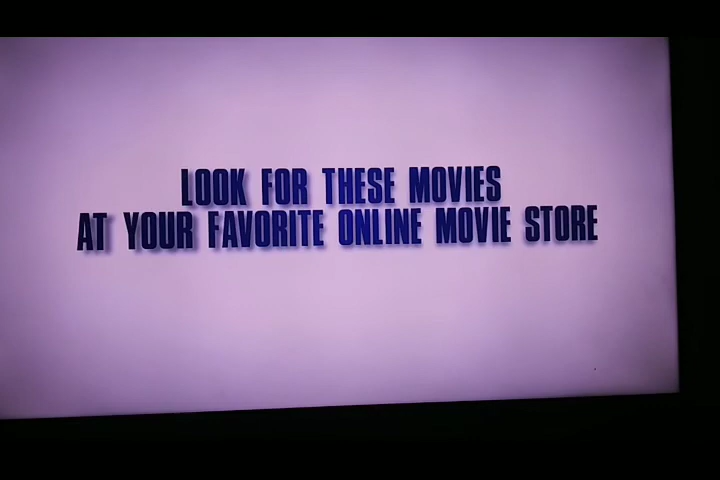 LOOK FOR THESE MOVIES
AT YOUR FAVORITE ONLINE MOVIE STORE